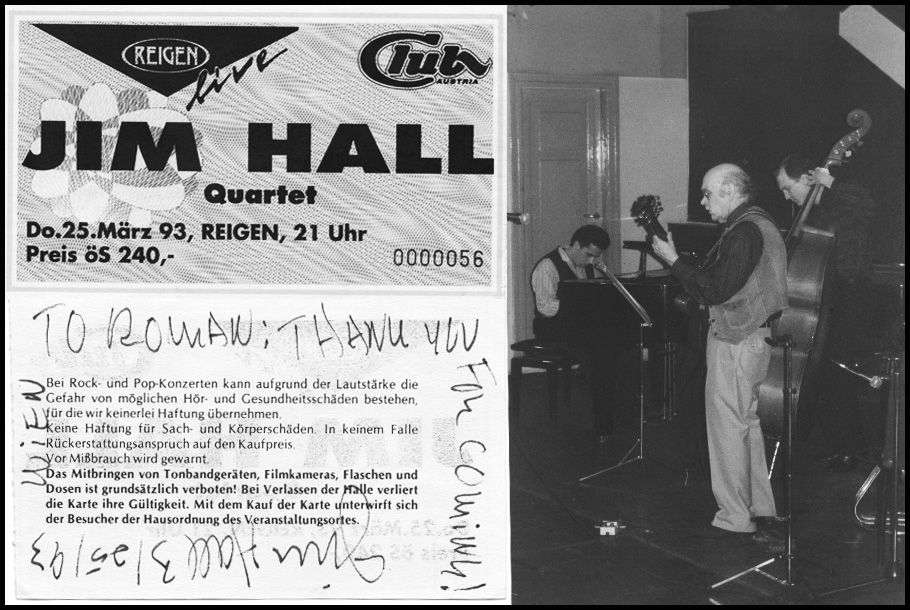 REIGEN
live
Club
AUSTRIA
JIM HALL
Quartet
Do.25.März 93, REIGEN, 21 Uhr
Preis öS 240,-
0000056
TO ROMAN: THANK YOU
FOR COMING!
Bei Rock- und Pop-Konzerten kann aufgrund der Lautstärke die
Gefahr von möglichen Hör- und Gesundheitsschäden bestehen,
für die wir keinerlei Haftung übernehmen.
Keine Haftung für Sach- und Körperschäden. In keinem Falle
Rückerstattungsanspruch auf den Kaufpreis.
Vor Mißbrauch wird gewarnt.
Das Mitbringen von Tonbandgeräten, Filmkameras, Flaschen und
Dosen ist grundsätzlich verboten! Bei Verlassen der Halle verliert
die Karte ihre Gültigkeit. Mit dem Kauf der Karte unterwirft sich
der Besucher der Hausordnung des Veranstaltungsortes.
Jim Hall 3/25/93
WIEN